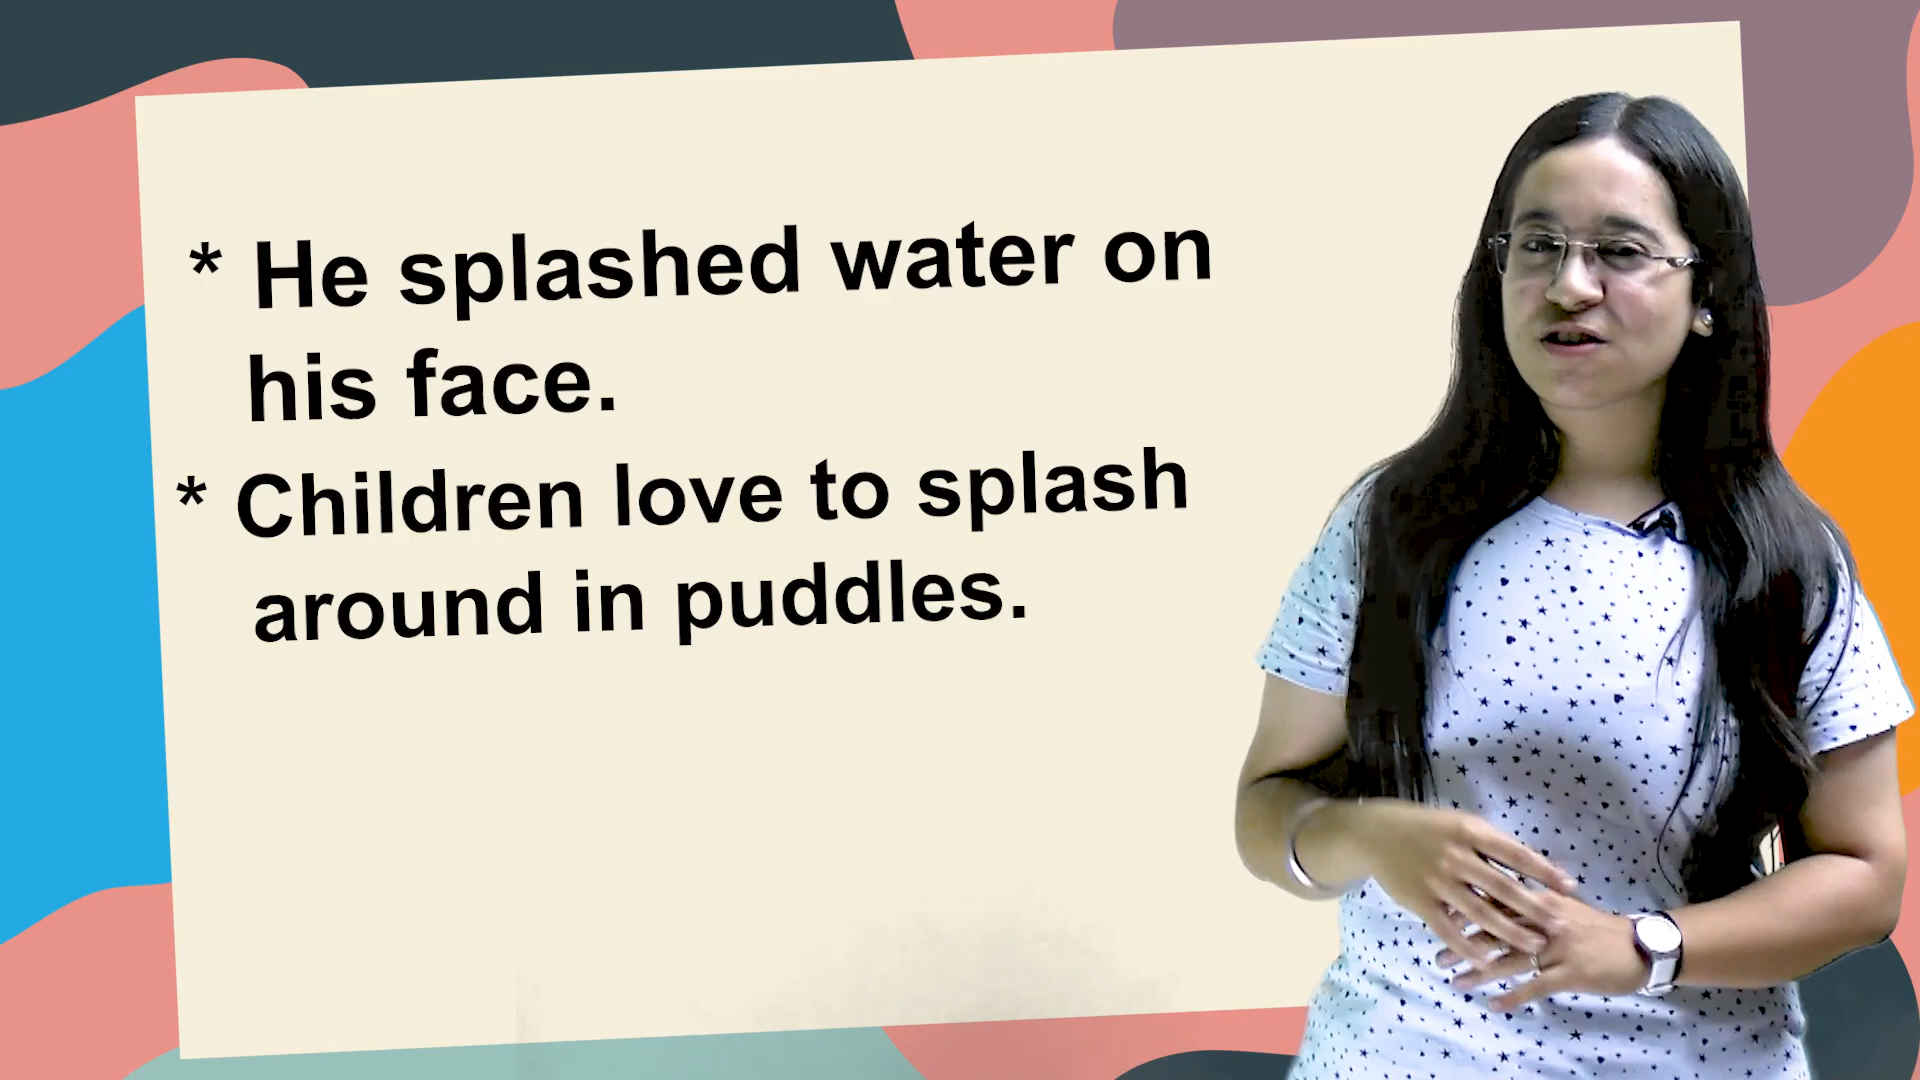 * He splashed water on
his face.
* Children love to splash
around in puddles.